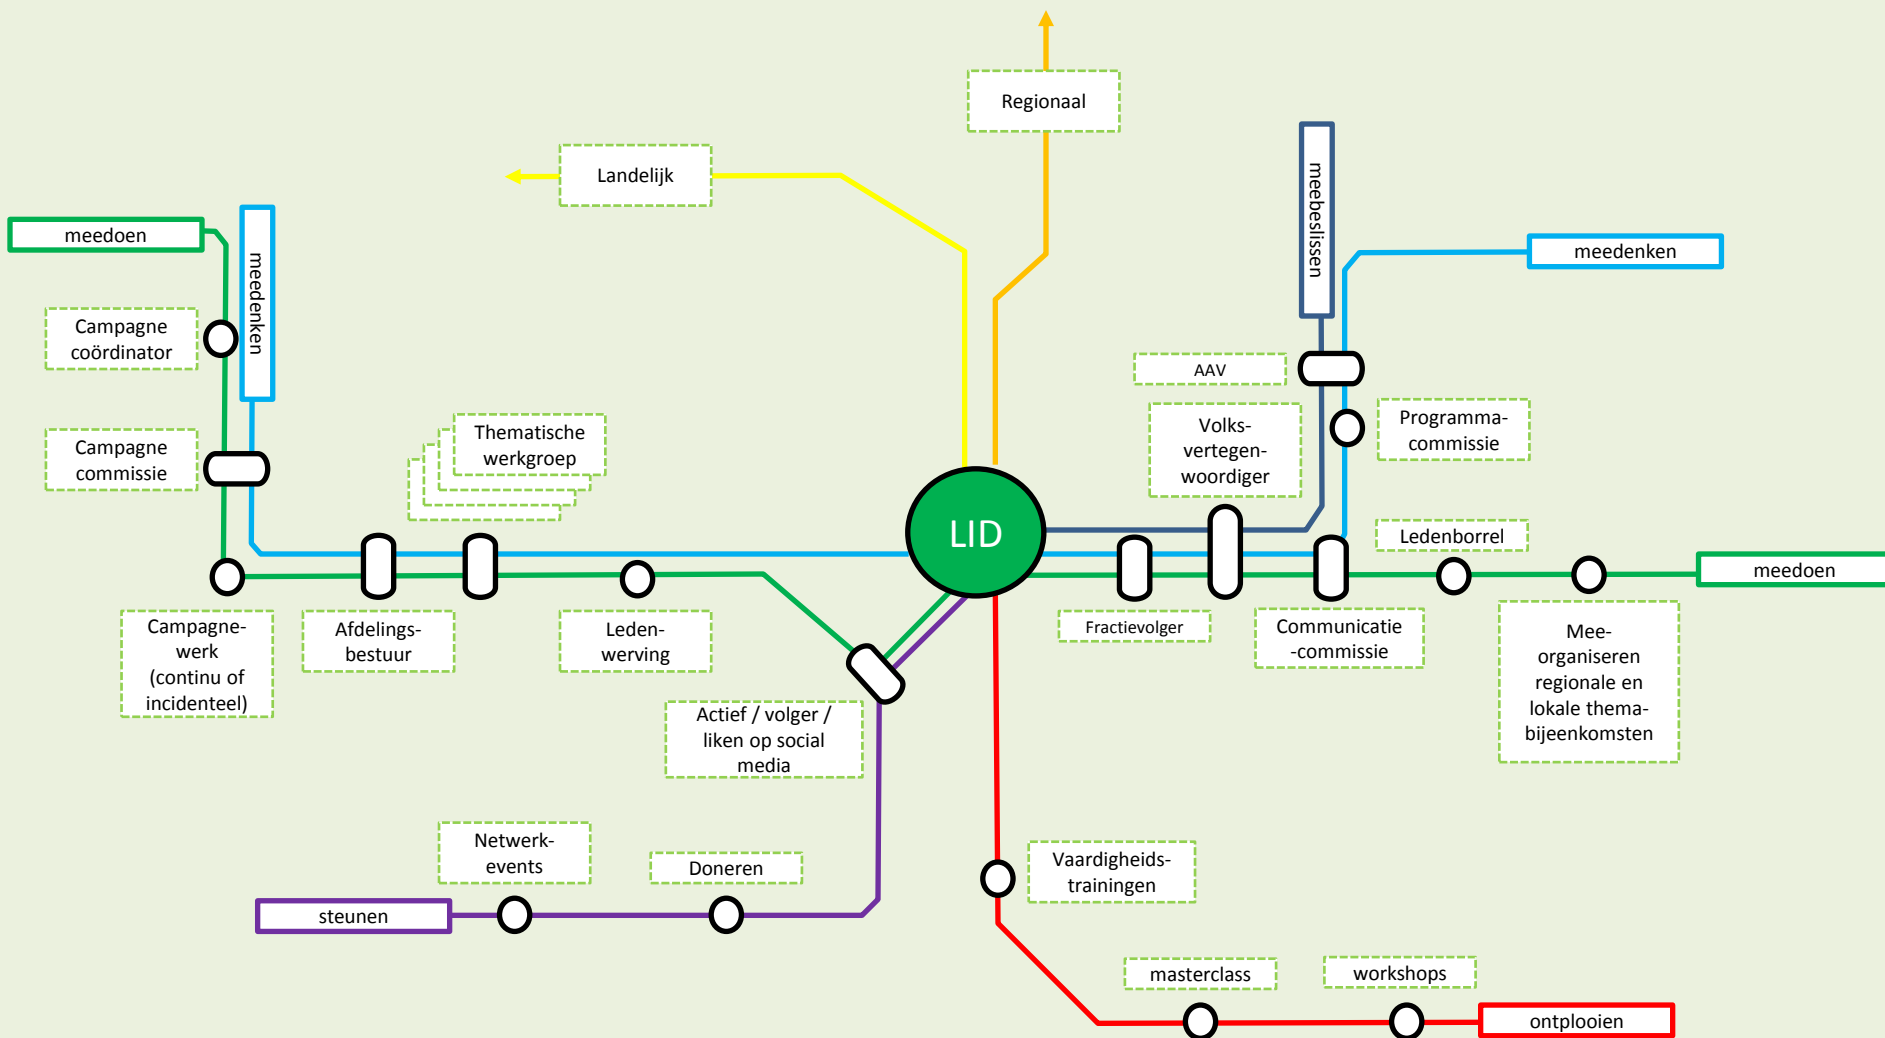 Regionaal
Landelijk
meedoen
meedenken
meebeslissen
meedenken
Campagne
coördinator
AAV
Campagne
commissie
Thematische
werkgroep
Volks-
vertegen-
woordiger
Programma-
commissie
LID
Ledenborrel
meedoen
Campagne-
werk
(continu of
incidenteel)
Afdelings-
bestuur
Leden-
werving
Fractievolger
Communicatie
-commissie
Mee-
organiseren
regionale en
lokale thema-
bijeenkomsten
Actief / volger /
liken op social
media
Netwerk-
events
Doneren
Vaardigheids-
trainingen
steunen
masterclass
workshops
ontplooien